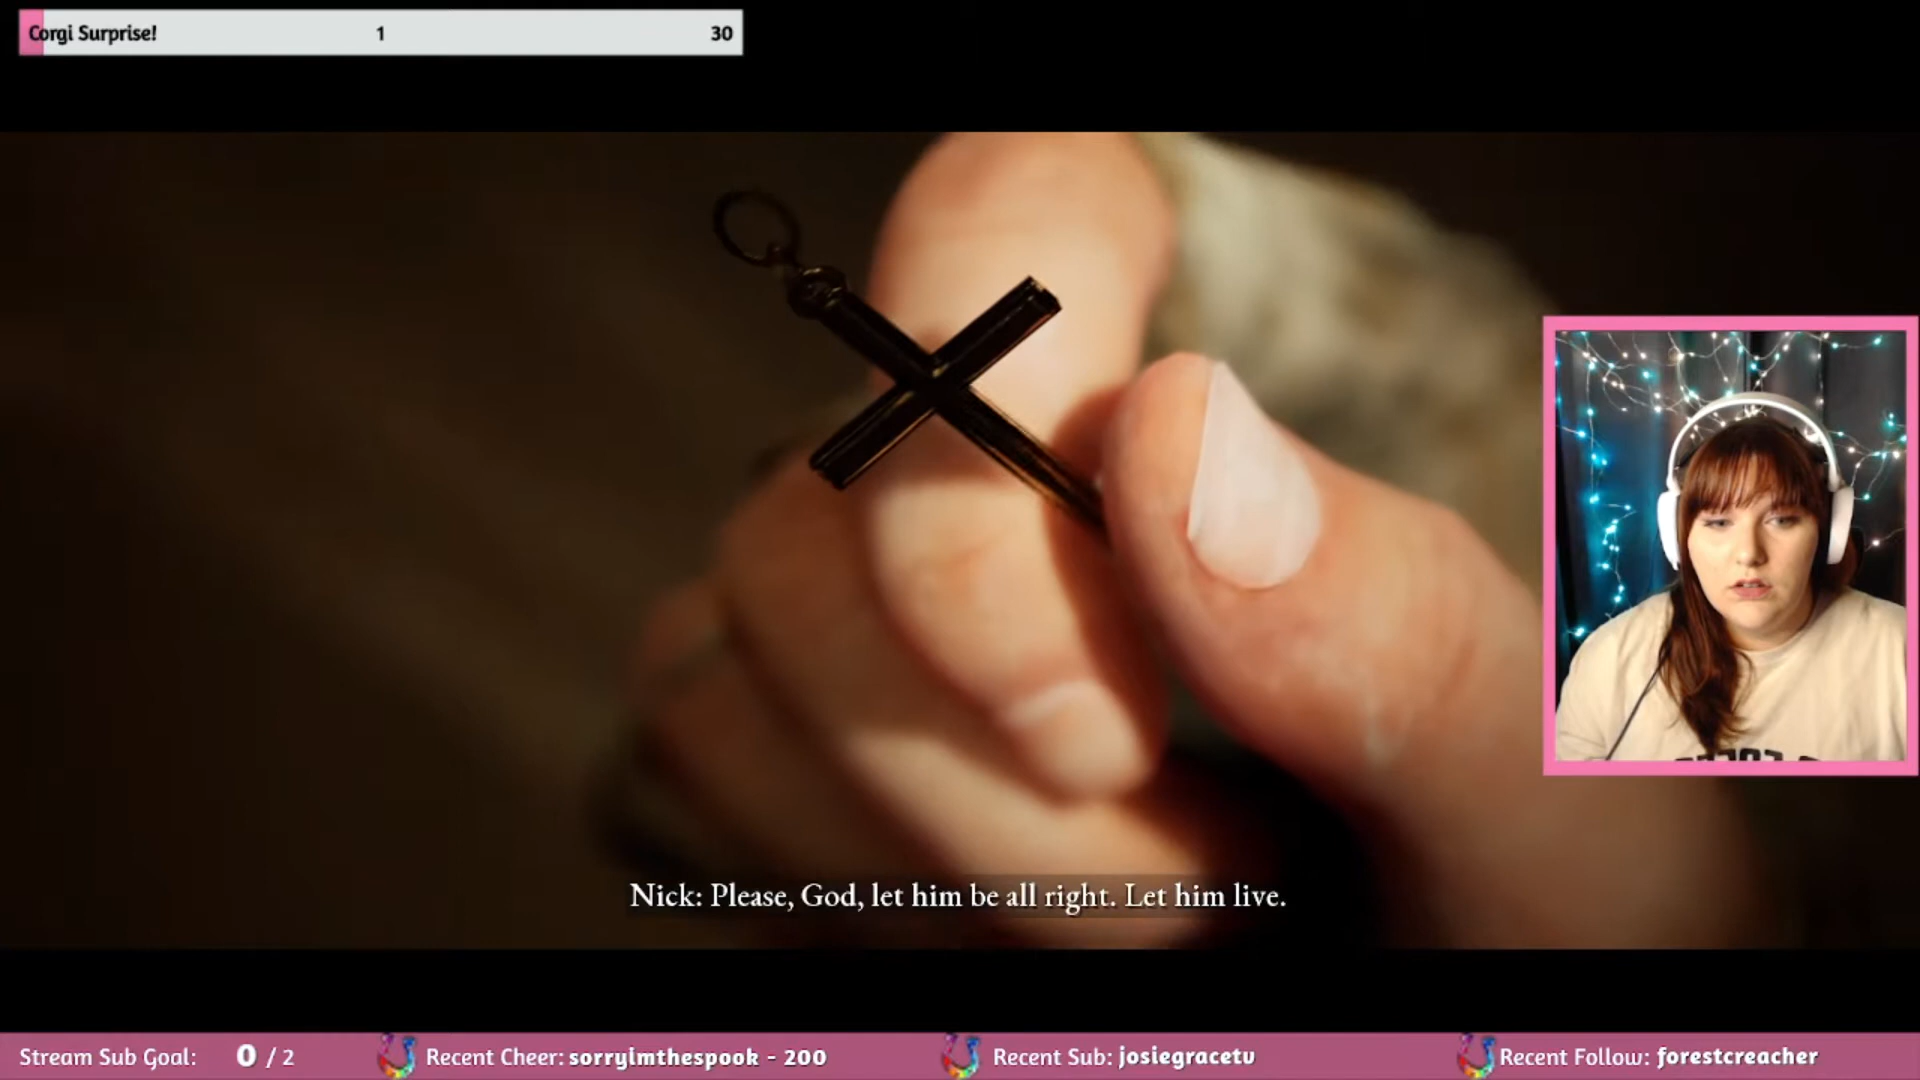 Corgi Surprise! 1 30
Nick: Please, God, let him be all right. Let him live.
Stream Sub Goal: 0 / 2 Recent Cheer: sorryimthespook - 200 Recent Sub: josiegracetv Recent Follow: forestcreacher